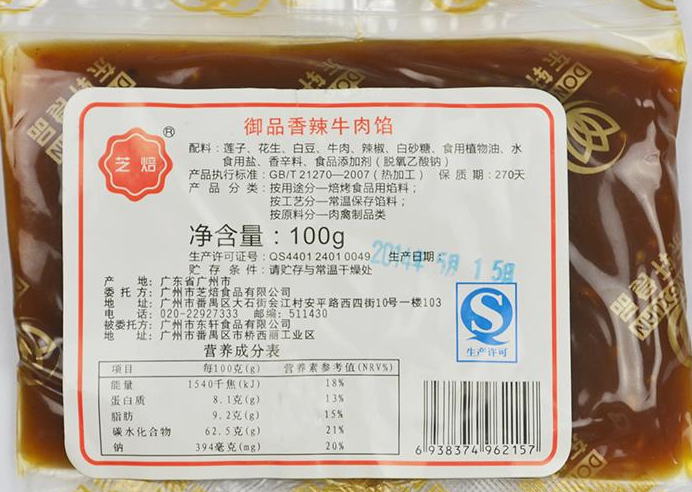 御品香辣牛肉馅
芝焙®
配料：莲子、花生、白豆、牛肉、辣椒、白砂糖、食用植物油、水
食用盐、香辛料、食品添加剂（脱氧乙酸钠）
产品执行标准：GB/T 21270—2007（热加工） 保质期：270天
产品分类：按用途分—焙烤食品用焰料；
按工艺分—常温保存馅料；
按原料分—肉禽制品类
净含量：100g
生产许可证号：QS4401 2401 0049 生产日期：
2014年5月15日
贮存条件：请贮存与常温干燥处
产地：广东省广州市
委托方：广州市芝焙食品有限公司
地址：广州市番禺区大石街会江村安平路西四街10号一楼103
电话：020-22927333 邮编：511430
被委托方：广州市东轩食品有限公司
地址：广州市番禺区市桥西丽工业区
营养成分表
项目 每100克(g) 营养素参考值(NRV%)
能量 1540千焦(kJ) 18%
蛋白质 8.1克(g) 13%
脂肪 9.2克(g) 15%
碳水化合物 62.5克(g) 21%
钠 394毫克(mg) 20%
QS
生产许可
6 938374 962157